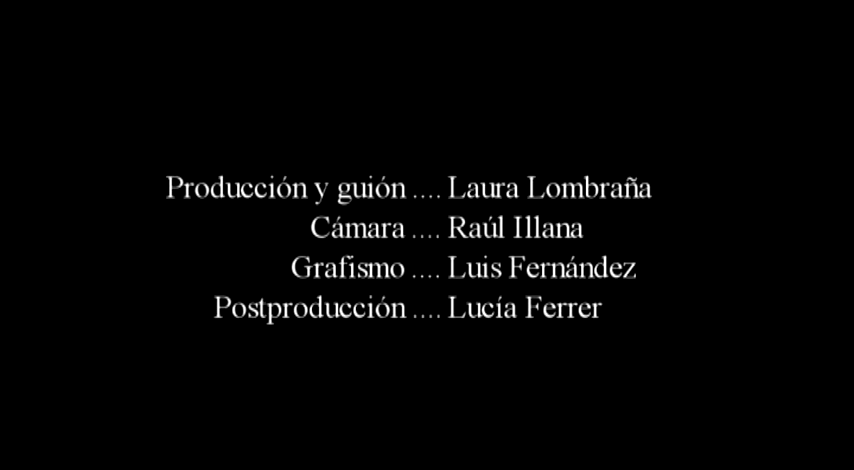 Producción y guión .... Laura Lombraña
Cámara .... Raúl Illana
Grafismo .... Luis Fernández
Postproducción .... Lucía Ferrer